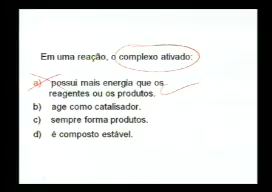 Em uma reação, o complexo ativado:
a) possui mais energia que os
reagentes ou os produtos.
b) age como catalisador.
c) sempre forma produtos.
d) é composto estável.